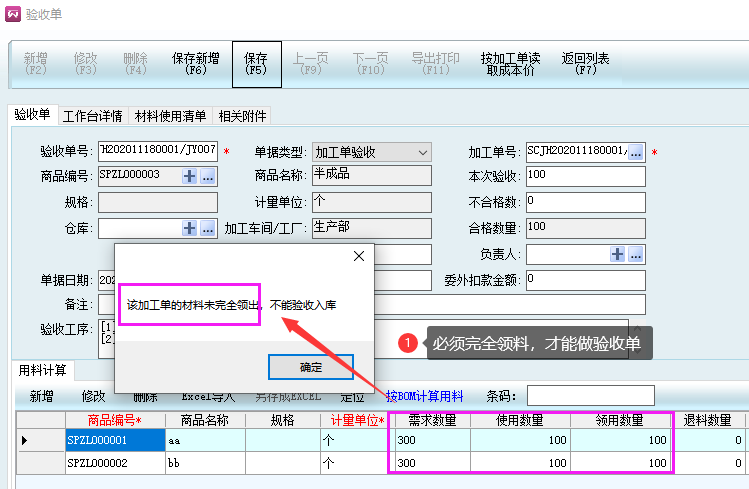 验收单
新增 修改 删除 保存新增 保存 上一页 下一页 导出打印 按加工单读 返回列表
(F2) (F3) (F4) (F6) (F5) (F9) (F10) (F11) 取成本价 (F7)
验收单 工作台详情 材料使用清单 相关附件
验收单号: H202011180001/JY007 * 单据类型: 加工单验收 加工单号: SCJH202011180001/ ... *
商品编号: SPZL000003 + ... 商品名称: 半成品 本次验收: 100
规格: 计量单位: 个 不合格数: 0
仓库: + ... 加工车间/工厂: 生产部 合格数量: 100
负责人: + ...
单据日期: 202 委外扣款金额: 0
备注:
验收工序: [1]
[2]
该加工单的材料未完全领出，不能验收入库
确定
1 必须完全领料，才能做验收单
用料计算
新增 修改 删除 Excel导入 另存成EXCEL 定位 按BOM计算用料 条码:
商品编号* 商品名称 规格 计量单位* 需求数量 使用数量 领用数量 退料数量
SPZL000001 aa 个 300 100 100 0
SPZL000002 bb 个 300 100 100 0